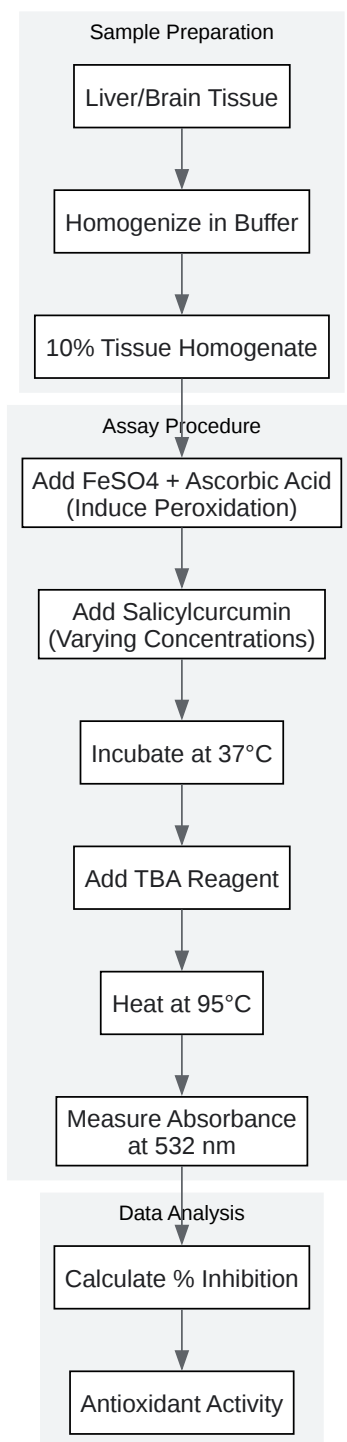 Sample Preparation
Liver/Brain Tissue
Homogenize in Buffer
10% Tissue Homogenate
Assay Procedure
Add FeSO4 + Ascorbic Acid
(Induce Peroxidation)
Add Salicylcurcumin
(Varying Concentrations)
Incubate at 37°C
Add TBA Reagent
Heat at 95°C
Measure Absorbance
at 532 nm
Data Analysis
Calculate % Inhibition
Antioxidant Activity